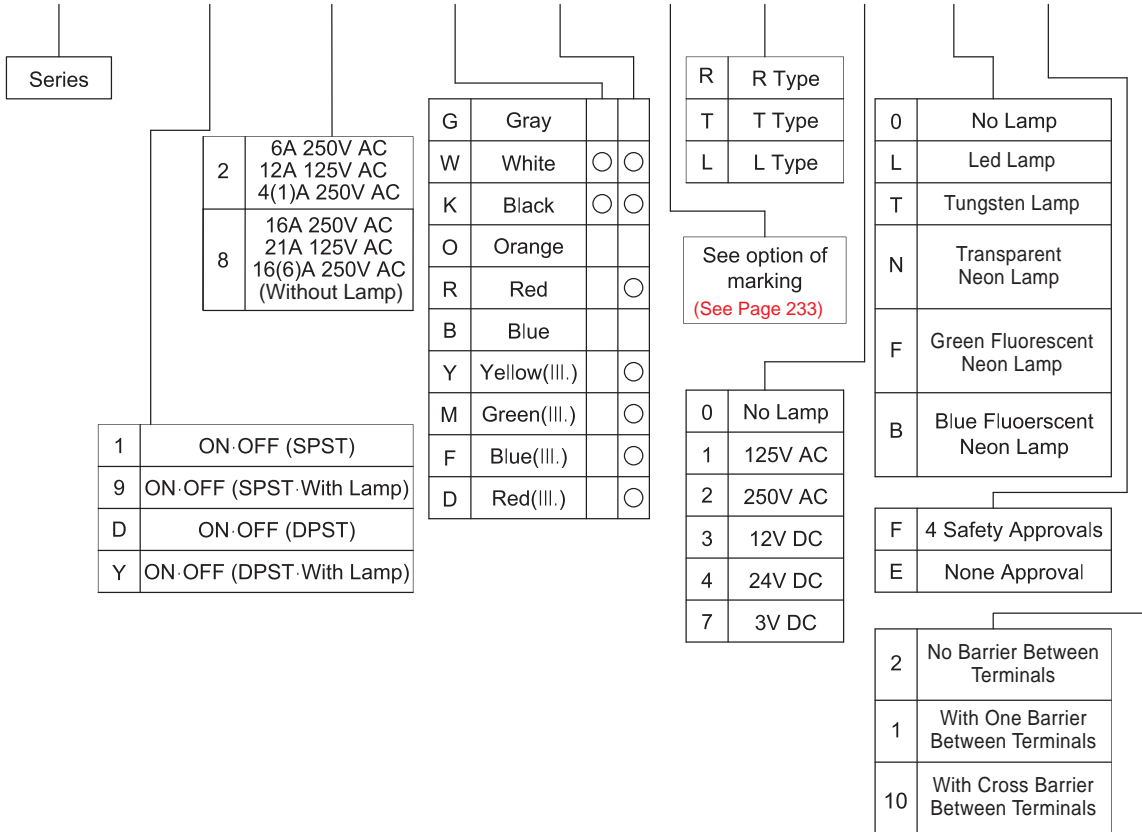 Series
2
6A 250V AC
12A 125V AC
4(1)A 250V AC
8
16A 250V AC
21A 125V AC
16(6)A 250V AC
(Without Lamp)
1 ON·OFF (SPST)
9 ON·OFF (SPST·With Lamp)
D ON·OFF (DPST)
Y ON·OFF (DPST·With Lamp)
G Gray
W White ○ ○
K Black ○ ○
O Orange
R Red ○
B Blue
Y Yellow(Ill.) ○
M Green(Ill.) ○
F Blue(Ill.) ○
D Red(Ill.) ○
R R Type
T T Type
L L Type
See option of
marking
(See Page 233)
0 No Lamp
1 125V AC
2 250V AC
3 12V DC
4 24V DC
7 3V DC
0 No Lamp
L Led Lamp
T Tungsten Lamp
N Transparent
Neon Lamp
F Green Fluorescent
Neon Lamp
B Blue Fluoerscent
Neon Lamp
F 4 Safety Approvals
E None Approval
2 No Barrier Between
Terminals
1 With One Barrier
Between Terminals
10 With Cross Barrier
Between Terminals